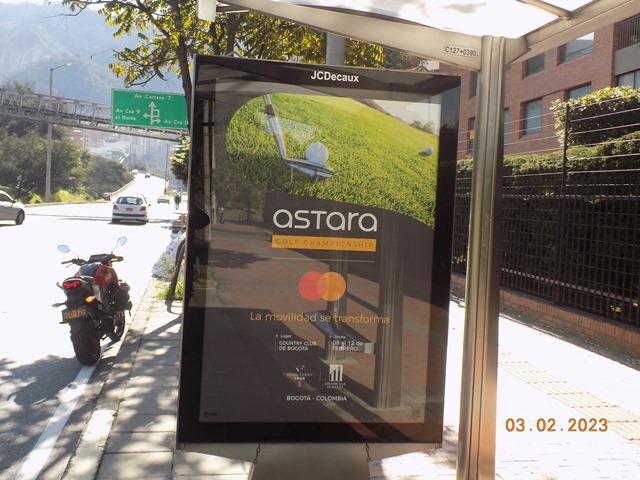 C127+0390
JCDecaux
Av Carrera 7
Av Cra 9
al Norte
Av Cra
astara
GOLF CHAMPIONSHIP
La movilidad se transforma
Lugar
COUNTRY CLUB
DE BOGOTÁ
Fecha
08 al 12 de
FEBRERO
TOUR
BOGOTÁ - COLOMBIA
03.02.2023